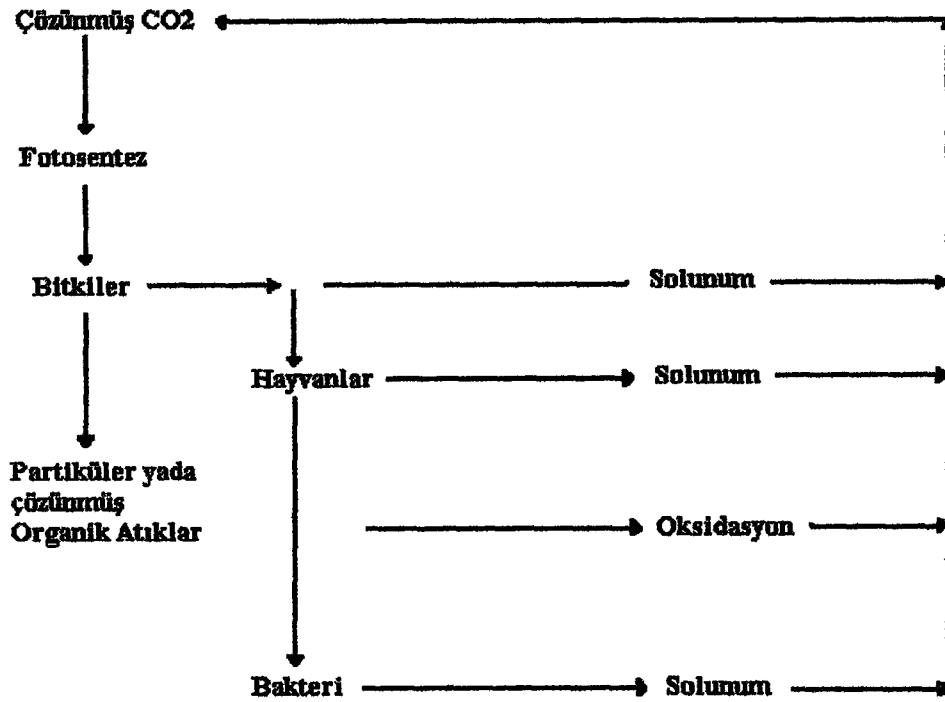 Çözünmüş CO2
Fotosentez
Bitkiler
Solunum
Hayvanlar
Solunum
Partiküler yada
çözünmüş
Organik Atıklar
Oksidasyon
Bakteri
Solunum